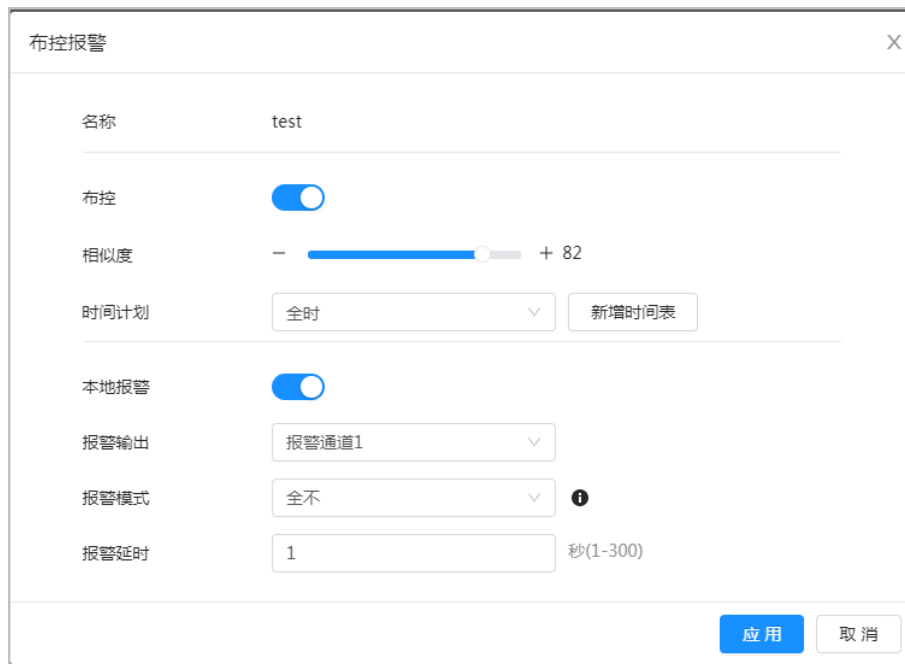 布控报警 X
名称 test
布控
相似度 − + 82
时间计划 全时 新增时间表
本地报警
报警输出 报警通道1
报警模式 全不
报警延时 1 秒(1-300)
应用 取消